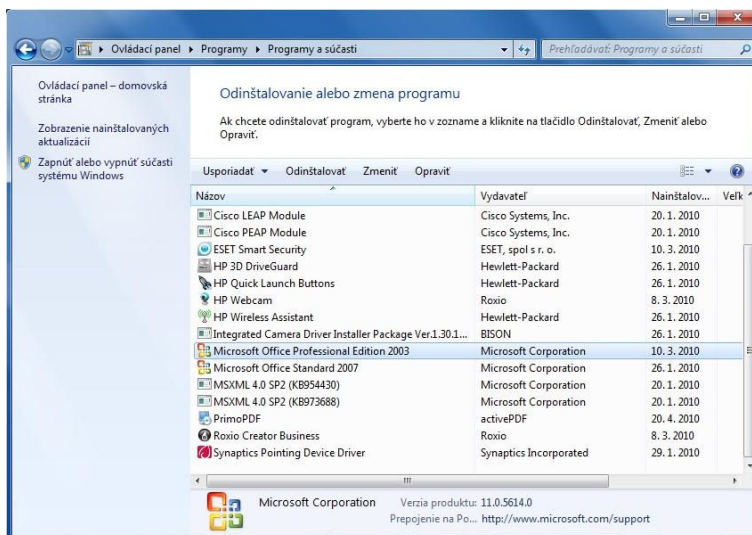 Ovládací panel ▸ Programy ▸ Programy a súčasti
Prehľadávať: Programy a súčasti
Ovládací panel – domovská stránka
Zobrazenie nainštalovaných aktualizácií
Zapnúť alebo vypnúť súčasti systému Windows
Odinštalovanie alebo zmena programu
Ak chcete odinštalovať program, vyberte ho v zozname a kliknite na tlačidlo Odinštalovať, Zmeniť alebo
Opraviť.
Usporiadať Odinštalovať Zmeniť Opraviť
Názov Vydavateľ Nainštalov... Veľk
Cisco LEAP Module Cisco Systems, Inc. 20. 1. 2010
Cisco PEAP Module Cisco Systems, Inc. 20. 1. 2010
ESET Smart Security ESET, spol s r. o. 10. 3. 2010
HP 3D DriveGuard Hewlett-Packard 26. 1. 2010
HP Quick Launch Buttons Hewlett-Packard 26. 1. 2010
HP Webcam Roxio 8. 3. 2010
HP Wireless Assistant Hewlett-Packard 26. 1. 2010
Integrated Camera Driver Installer Package Ver.1.30.1... BISON 26. 1. 2010
Microsoft Office Professional Edition 2003 Microsoft Corporation 10. 3. 2010
Microsoft Office Standard 2007 Microsoft Corporation 26. 1. 2010
MSXML 4.0 SP2 (KB954430) Microsoft Corporation 20. 1. 2010
MSXML 4.0 SP2 (KB973688) Microsoft Corporation 20. 1. 2010
PrimoPDF activePDF 20. 4. 2010
Roxio Creator Business Roxio 8. 3. 2010
Synaptics Pointing Device Driver Synaptics Incorporated 29. 1. 2010
Microsoft Corporation Verzia produktu: 11.0.5614.0
Prepojenie na Po... http://www.microsoft.com/support